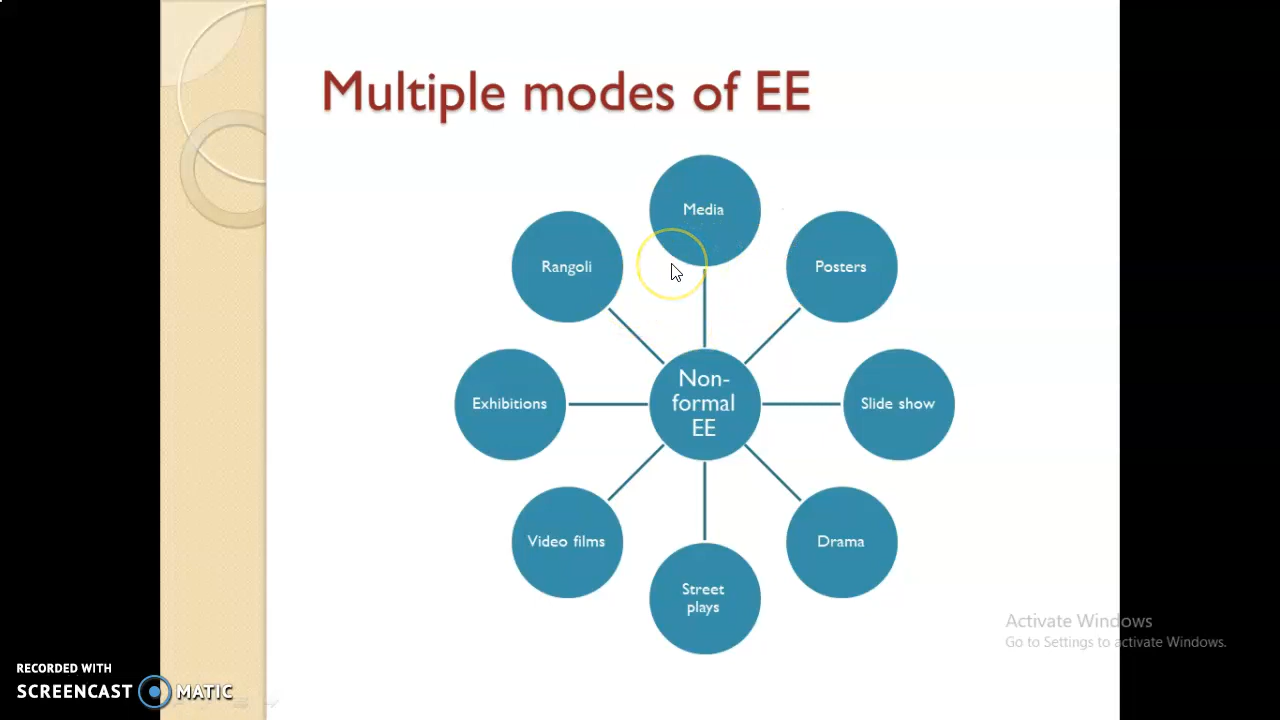 Multiple modes of EE
Media
Rangoli
Posters
Non-
formal
EE
Exhibitions
Slide show
Video films
Drama
Street
plays
Activate Windows
Go to Settings to activate Windows.
RECORDED WITH
SCREENCAST MATIC